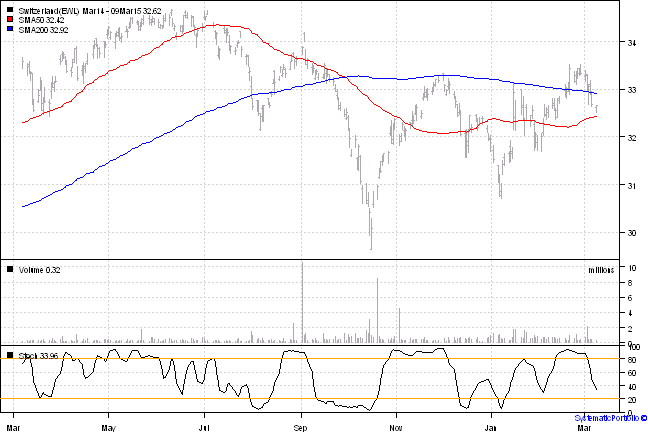 Switzerland(EWL) Mar14 - 09Mar15 32.62
SMA50 32.42
SMA200 32.92
34
33
32
31
30
Volume 0.32
millions
10
8
6
4
2
0
Stoch 33.96
100
80
60
40
20
0
Mar May Jul Sep Nov Jan Mar
SystematicPortfolio ©